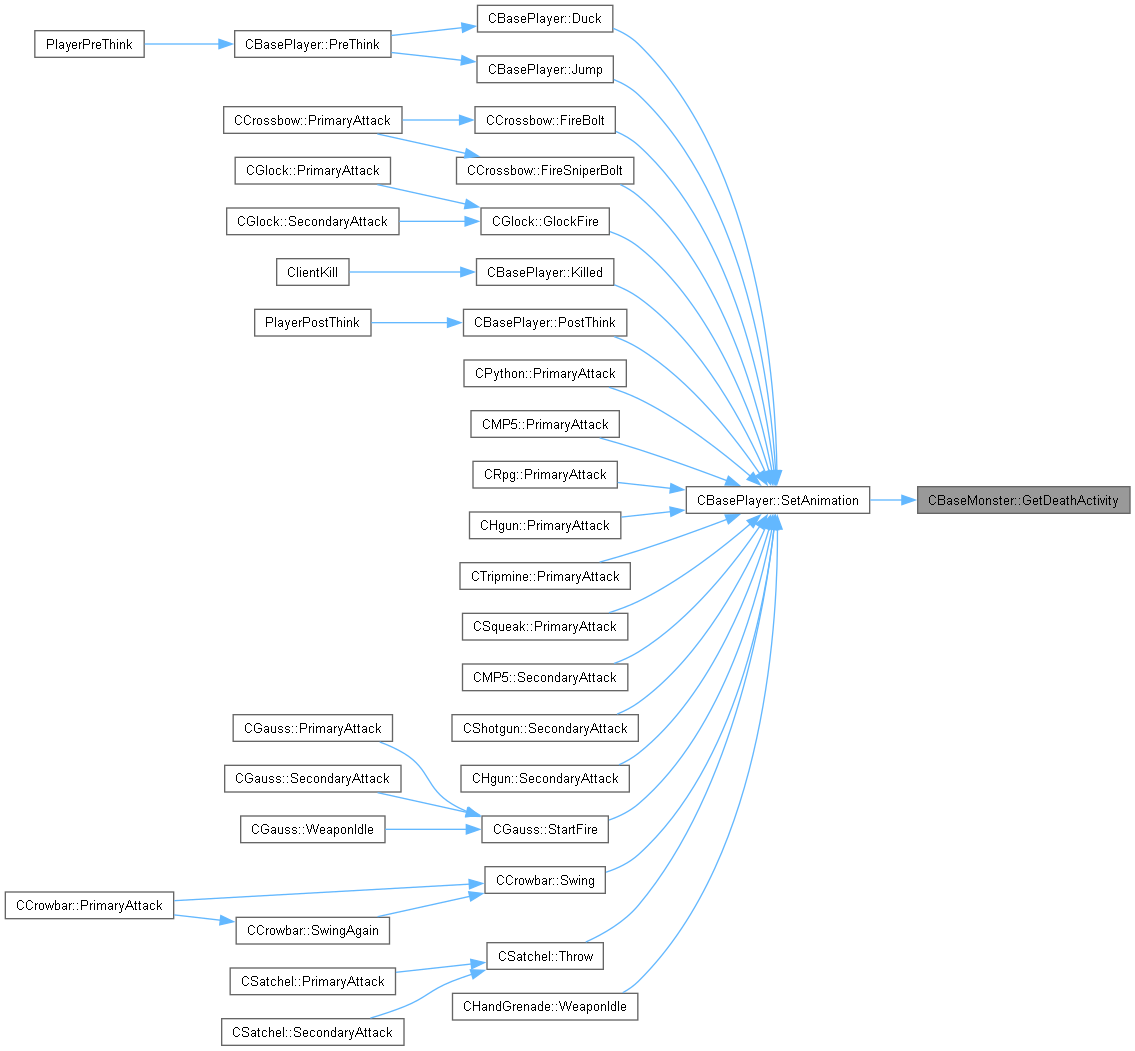 CBasePlayer::Duck
PlayerPreThink
CBasePlayer::PreThink
CBasePlayer::Jump
CCrossbow::PrimaryAttack
CCrossbow::FireBolt
CGlock::PrimaryAttack
CCrossbow::FireSniperBolt
CGlock::SecondaryAttack
CGlock::GlockFire
ClientKill
CBasePlayer::Killed
PlayerPostThink
CBasePlayer::PostThink
CPython::PrimaryAttack
CMP5::PrimaryAttack
CRpg::PrimaryAttack
CBasePlayer::SetAnimation
CBaseMonster::GetDeathActivity
CHgun::PrimaryAttack
CTripmine::PrimaryAttack
CSqueak::PrimaryAttack
CMP5::SecondaryAttack
CGauss::PrimaryAttack
CShotgun::SecondaryAttack
CGauss::SecondaryAttack
CHgun::SecondaryAttack
CGauss::WeaponIdle
CGauss::StartFire
CCrowbar::Swing
CCrowbar::PrimaryAttack
CCrowbar::SwingAgain
CSatchel::Throw
CSatchel::PrimaryAttack
CHandGrenade::WeaponIdle
CSatchel::SecondaryAttack